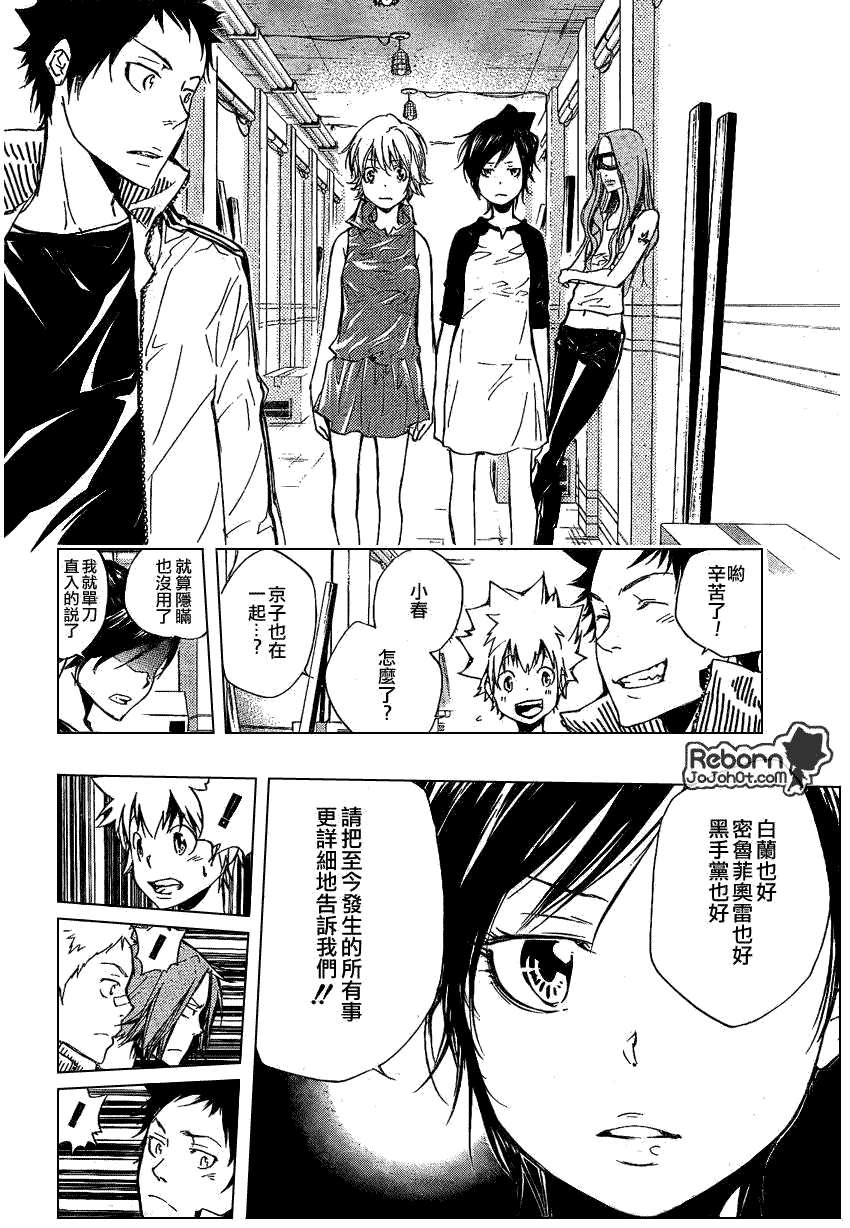 喲
辛苦了！
小春
怎麼了？
京子也在
一起…？
就算隱瞞
也沒用了
我就單刀
直入的説了
Reborn
JoJoHot.com
白蘭也好
密魯菲奧雷也好
黑手黨也好
請把至今發生的所有事
更詳細地告訴我們!!
!
!
!